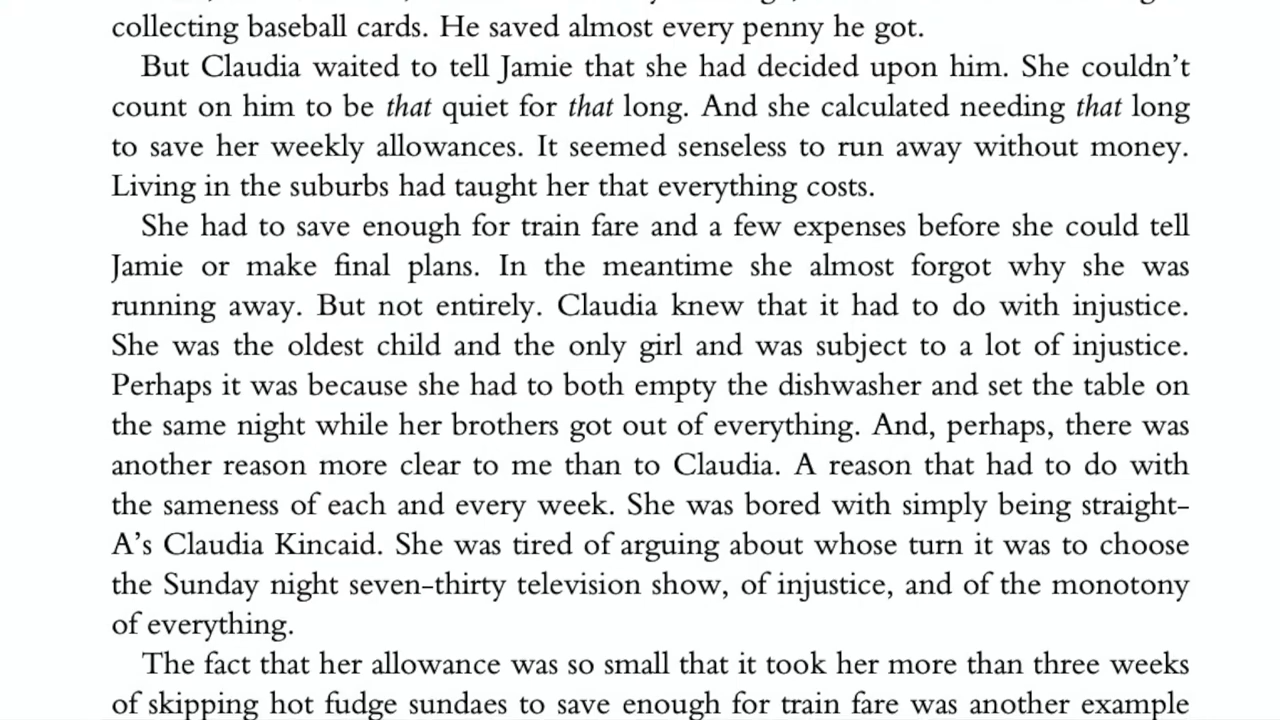 collecting baseball cards. He saved almost every penny he got.
But Claudia waited to tell Jamie that she had decided upon him. She couldn’t
count on him to be that quiet for that long. And she calculated needing that long
to save her weekly allowances. It seemed senseless to run away without money.
Living in the suburbs had taught her that everything costs.
She had to save enough for train fare and a few expenses before she could tell
Jamie or make final plans. In the meantime she almost forgot why she was
running away. But not entirely. Claudia knew that it had to do with injustice.
She was the oldest child and the only girl and was subject to a lot of injustice.
Perhaps it was because she had to both empty the dishwasher and set the table on
the same night while her brothers got out of everything. And, perhaps, there was
another reason more clear to me than to Claudia. A reason that had to do with
the sameness of each and every week. She was bored with simply being straight-
A’s Claudia Kincaid. She was tired of arguing about whose turn it was to choose
the Sunday night seven-thirty television show, of injustice, and of the monotony
of everything.
The fact that her allowance was so small that it took her more than three weeks
of skipping hot fudge sundaes to save enough for train fare was another example